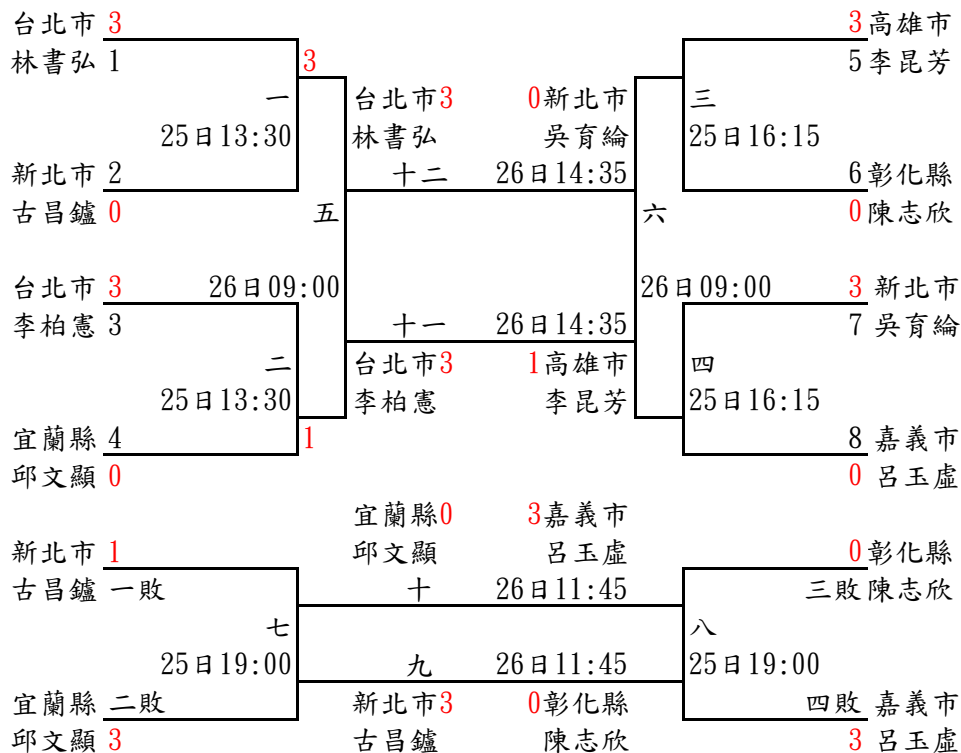 台北市 3 3 高雄市
林書弘 1 3 5 李昆芳
一 台北市3 0新北市 三
25日13:30 林書弘 吳育綸 25日16:15
新北市 2 十二 26日14:35 6 彰化縣
古昌鑪 0 五 六 0 陳志欣
台北市 3 26日09:00 26日09:00 3 新北市
李柏憲 3 十一 26日14:35 7 吳育綸
二 台北市3 1高雄市 四
25日13:30 李柏憲 李昆芳 25日16:15
宜蘭縣 4 1 8 嘉義市
邱文顯 0 0 呂玉虛
宜蘭縣0 3嘉義市
新北市 1 邱文顯 呂玉虛 0 彰化縣
古昌鑪 一敗 十 26日11:45 三敗 陳志欣
七 八
25日19:00 九 26日11:45 25日19:00
宜蘭縣 二敗 新北市3 0彰化縣 四敗 嘉義市
邱文顯 3 古昌鑪 陳志欣 3 呂玉虛